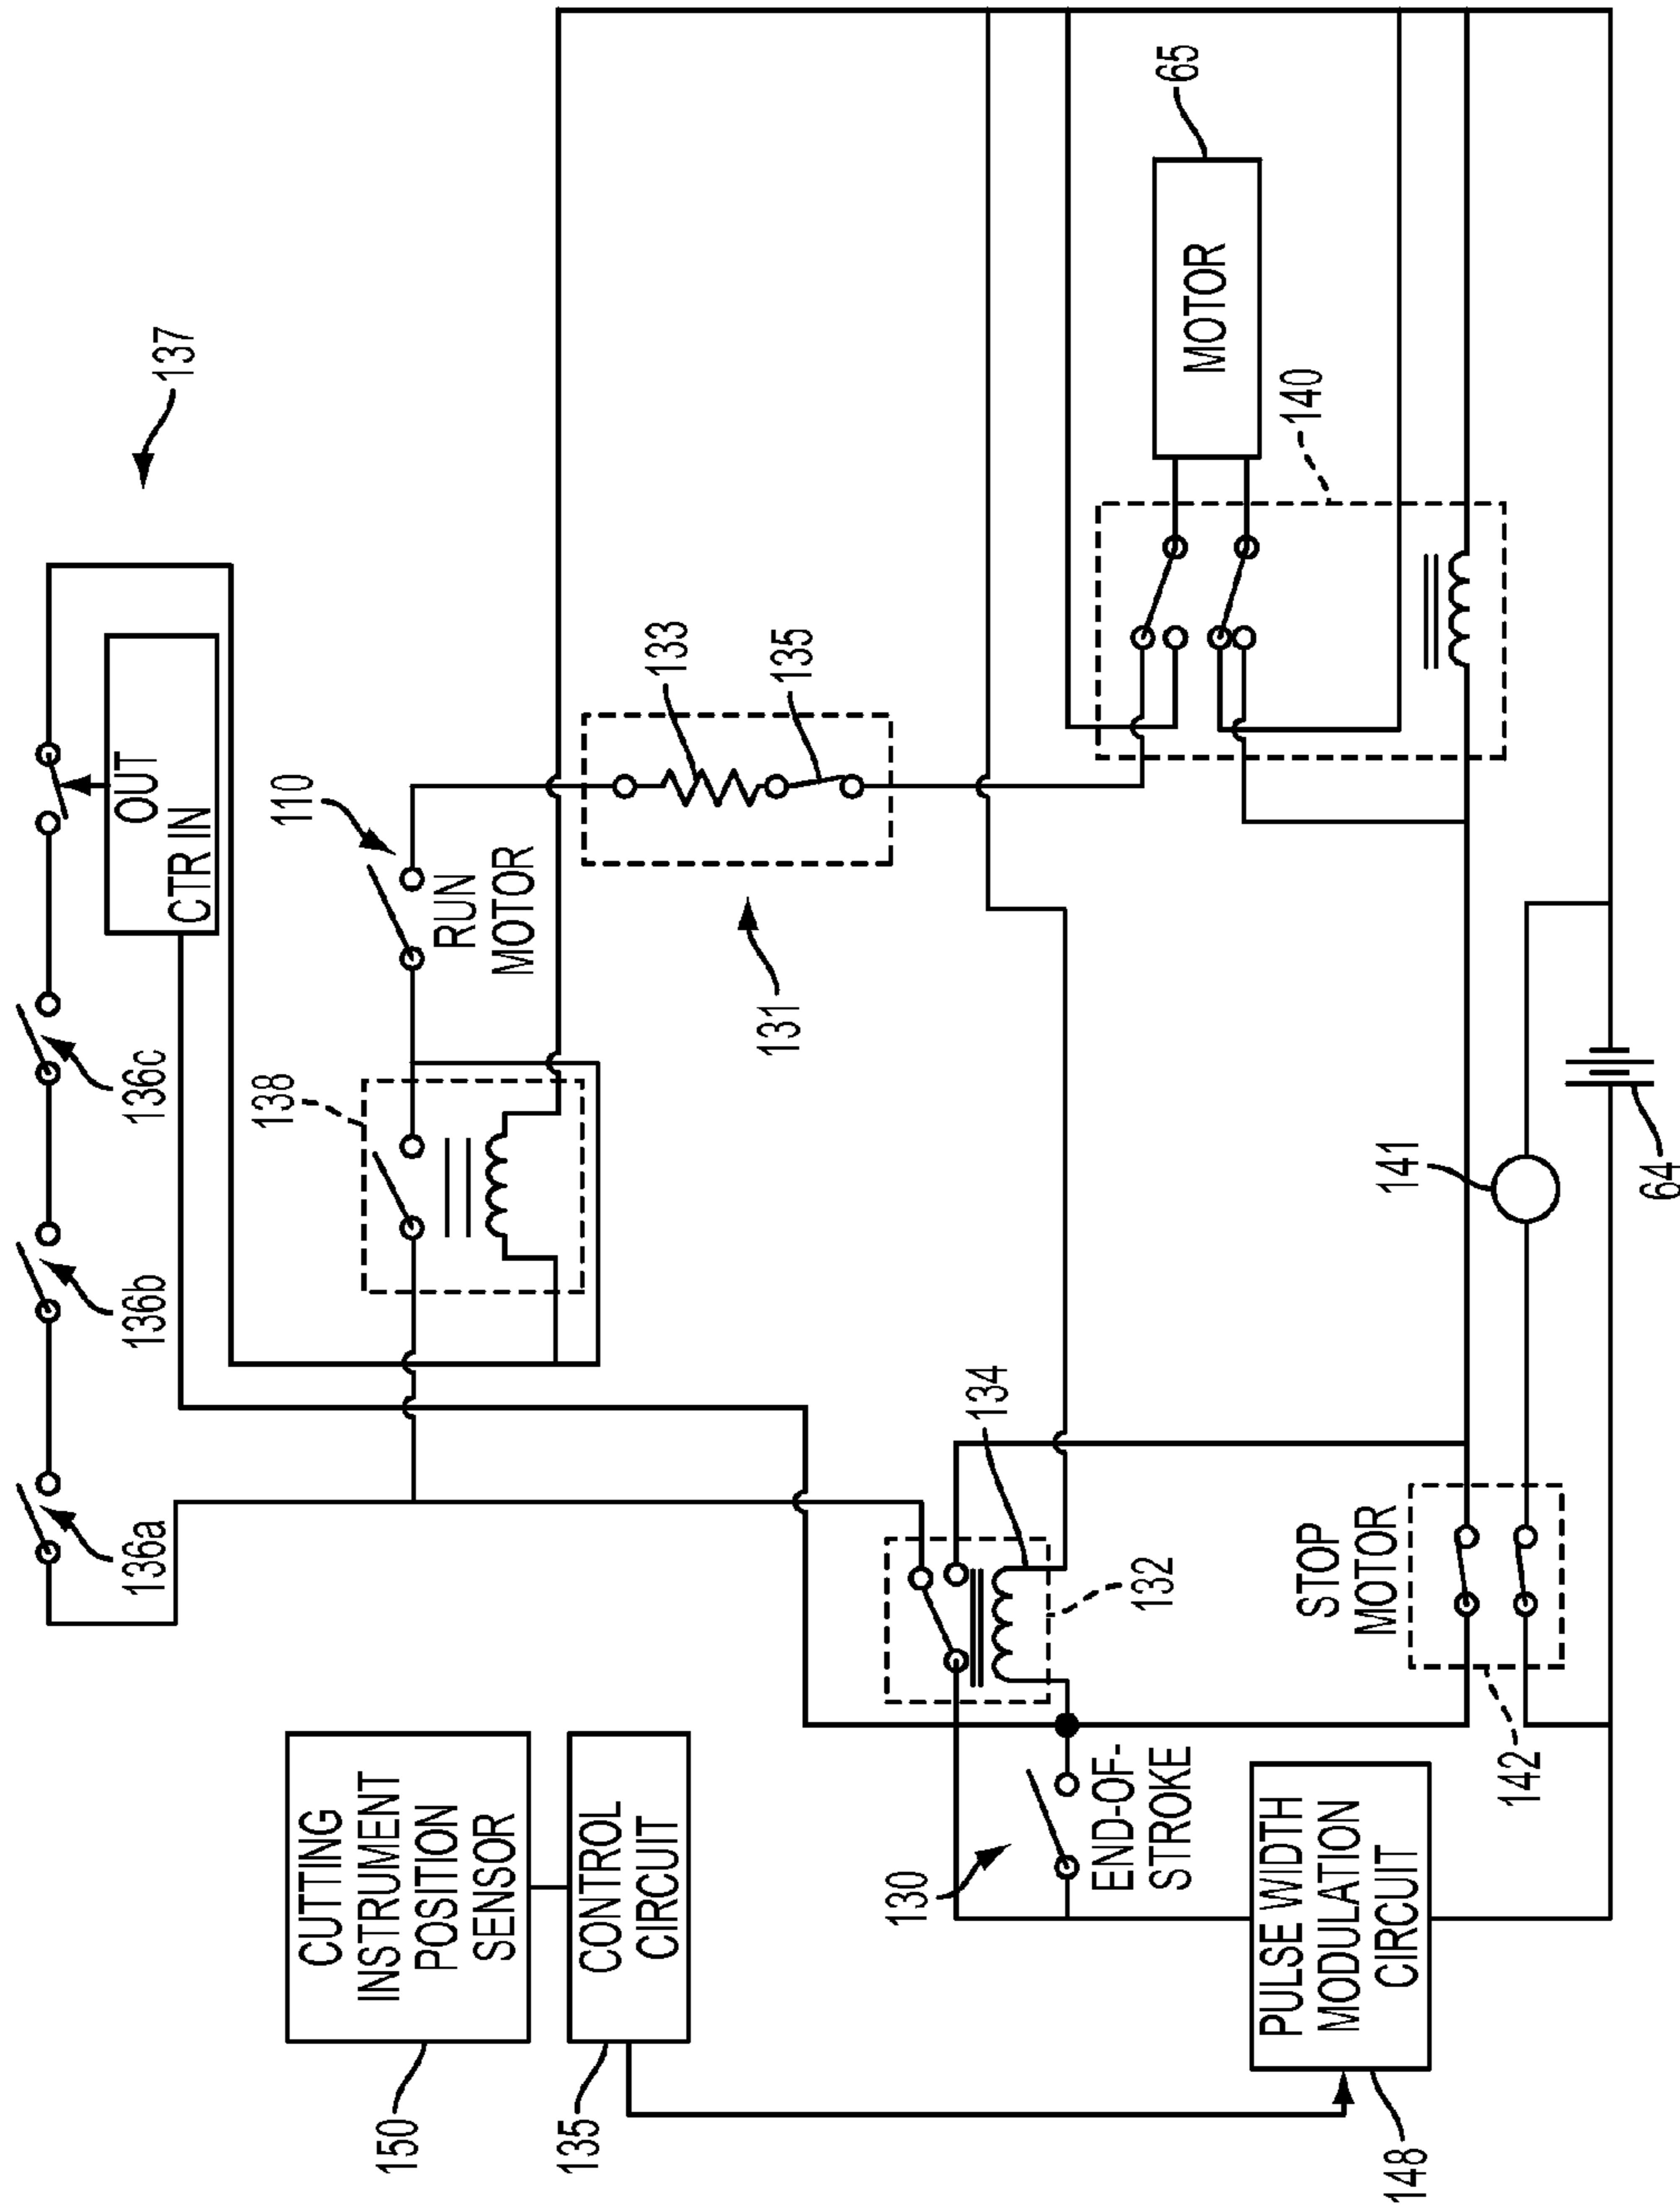 137
OUT
CTR IN
136a
136b
136c
138
110
RUN
MOTOR
133
135
131
65
MOTOR
140
CUTTING
INSTRUMENT
POSITION
SENSOR
150
CONTROL
CIRCUIT
135
134
132
130
END-OF-
STROKE
STOP
MOTOR
142
141
64
PULSE WIDTH
MODULATION
CIRCUIT
148